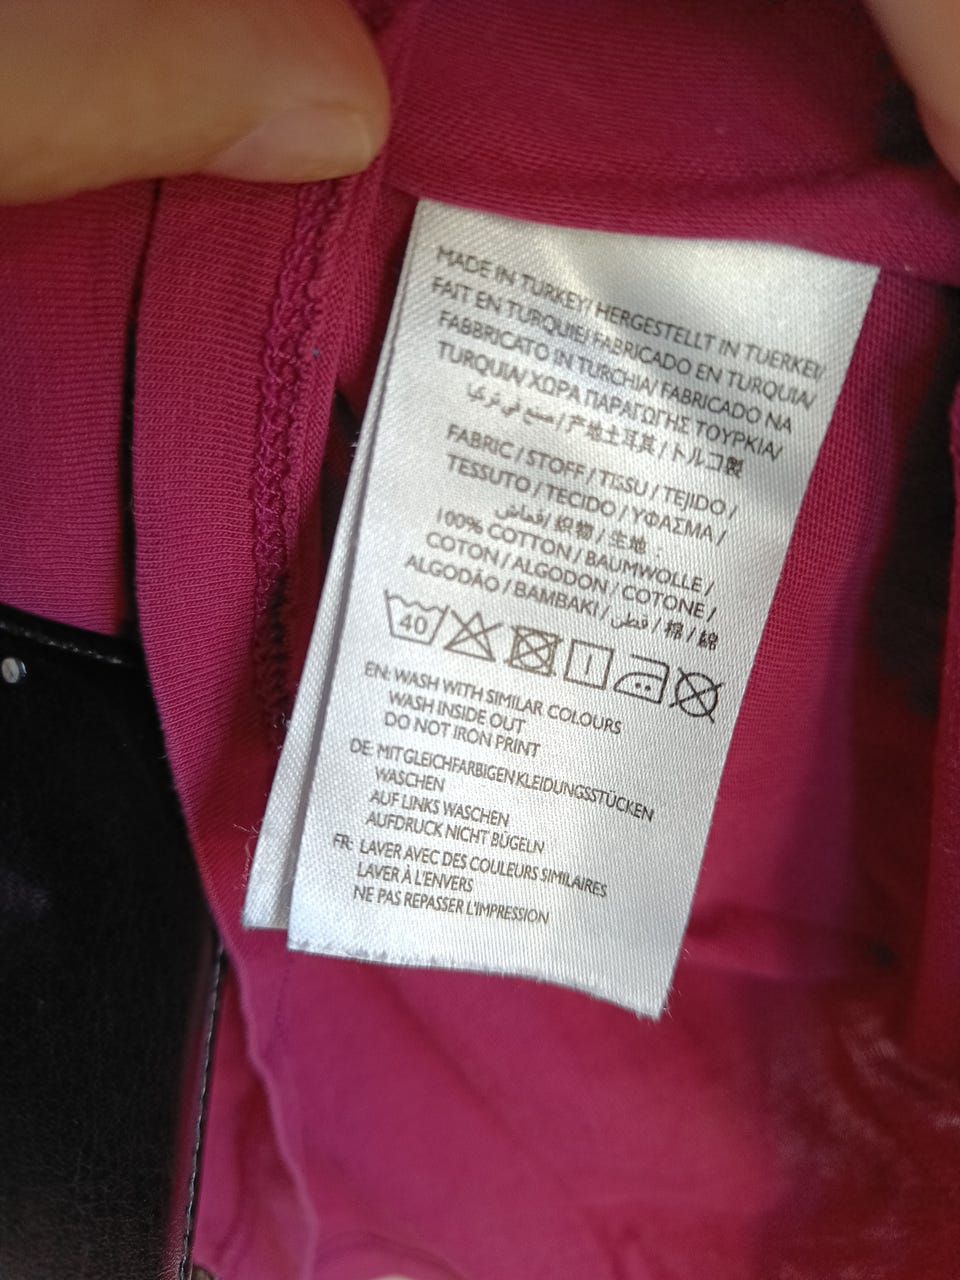 MADE IN TURKEY/ HERGESTELLT IN TUERKEI/
FAIT EN TURQUIE/ FABRICADO EN TURQUIA/
FABBRICATO IN TURCHIA/ FABRICADO NA
TURQUIA/ ΧΩΡΑ ΠΑΡΑΓΩΓΗΣ ΤΟΥΡΚΙΑ/
صنع في تركيا / 产地土耳其 / トルコ製
FABRIC / STOFF / TISSU / TEJIDO /
TESSUTO / TECIDO / ΥΦΑΣΜΑ /
قماش/ 织物 / 生地 :
100% COTTON / BAUMWOLLE /
COTON / ALGODON / COTONE /
ALGODÃO / BAMBAKI / قطن / 棉 / 綿
40
EN: WASH WITH SIMILAR COLOURS
WASH INSIDE OUT
DO NOT IRON PRINT
DE: MIT GLEICHFARBIGEN KLEIDUNGSSTÜCKEN
WASCHEN
AUF LINKS WASCHEN
AUFDRUCK NICHT BÜGELN
FR: LAVER AVEC DES COULEURS SIMILAIRES
LAVER À L'ENVERS
NE PAS REPASSER L'IMPRESSION